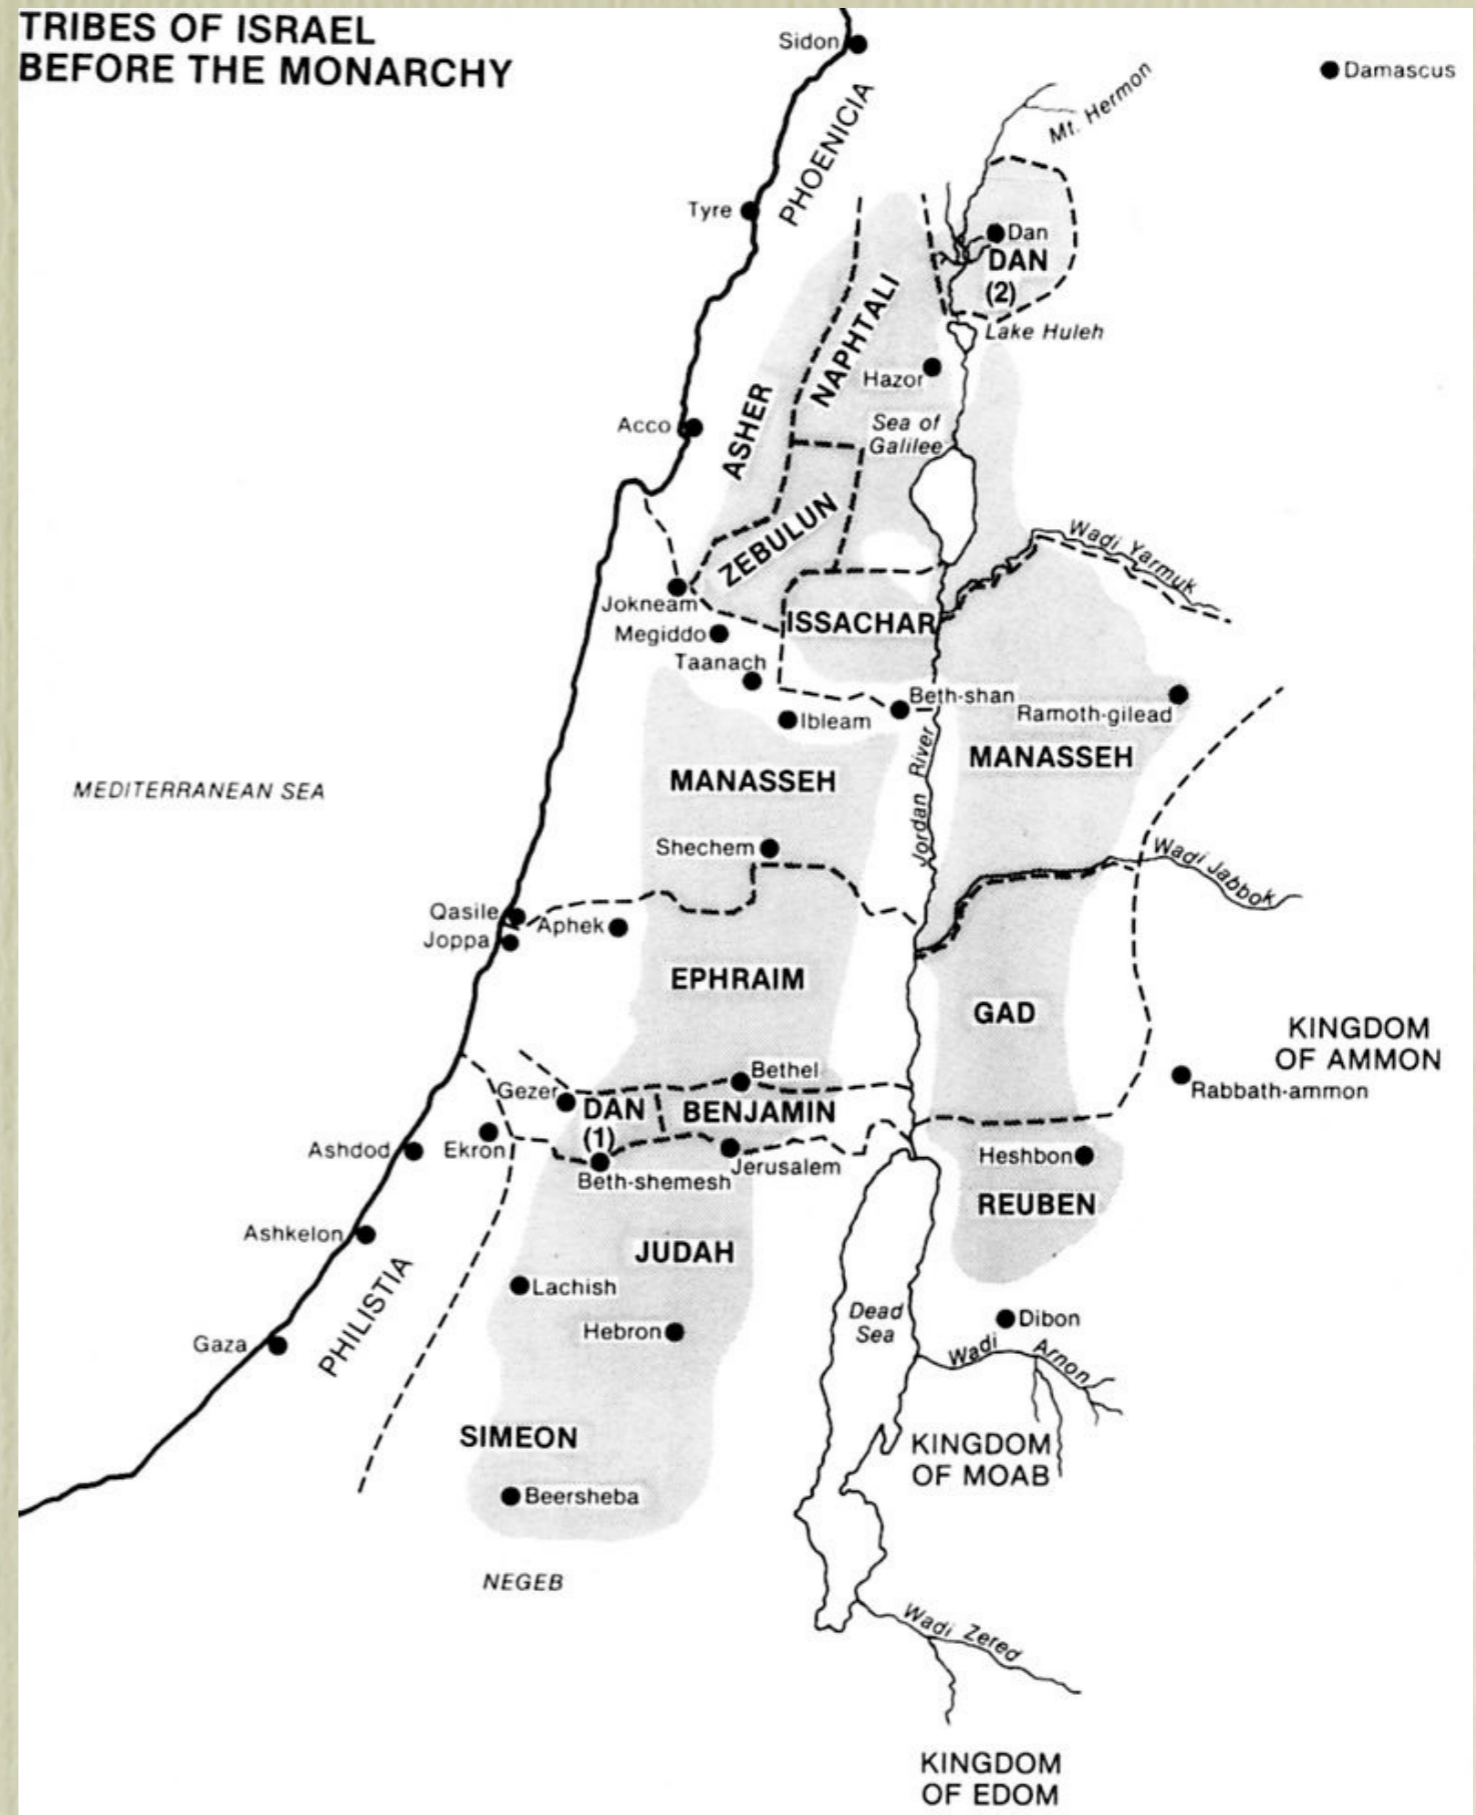 TRIBES OF ISRAEL
BEFORE THE MONARCHY
Sidon
Damascus
Mt. Hermon
PHOENICIA
Tyre
Dan
DAN
(2)
Lake Huleh
NAPHTALI
Hazor
ASHER
Acco
Sea of
Galilee
ZEBULUN
Wadi Yarmuk
Jokneam
ISSACHAR
Megiddo
Taanach
Beth-shan
Ibleam
Ramoth-gilead
MANASSEH
MANASSEH
Jordan River
MEDITERRANEAN SEA
Shechem
Wadi Jabbok
Qasile
Aphek
Joppa
EPHRAIM
GAD
KINGDOM
OF AMMON
Bethel
Rabbath-ammon
Gezer
DAN
(1)
BENJAMIN
Ashdod
Ekron
Jerusalem
Heshbon
Beth-shemesh
REUBEN
Ashkelon
JUDAH
Lachish
PHILISTIA
Dead
Sea
Dibon
Hebron
Gaza
Wadi Arnon
SIMEON
KINGDOM
OF MOAB
Beersheba
NEGEB
Wadi Zered
KINGDOM
OF EDOM